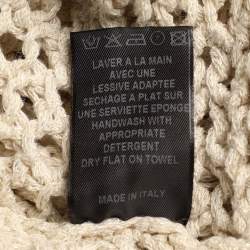 LAVER A LA MAIN
AVEC UNE
LESSIVE ADAPTEE
SECHAGE A PLAT SUR
UNE SERVIETTE EPONGE
HANDWASH WITH
APPROPRIATE
DETERGENT
DRY FLAT ON TOWEL
MADE IN ITALY